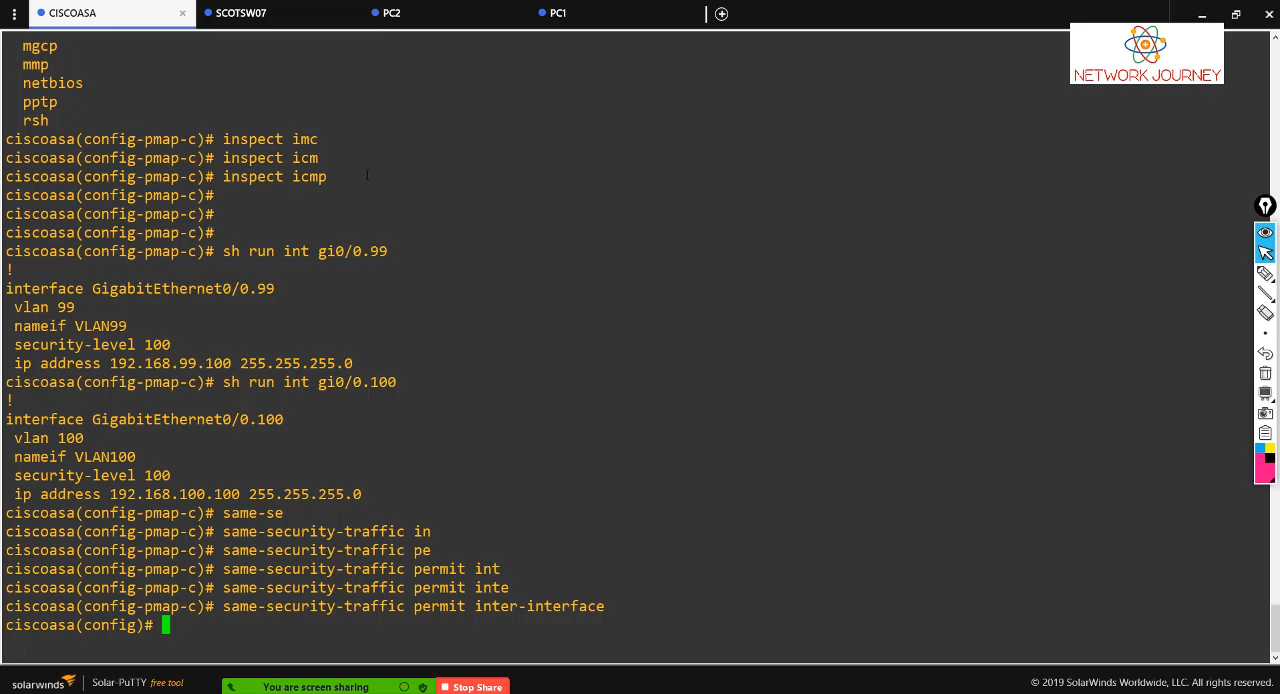 CISCOASA × SCOTSW07 PC2 PC1
NETWORK JOURNEY
mgcp
mmp
netbios
pptp
rsh
ciscoasa(config-pmap-c)# inspect imc
ciscoasa(config-pmap-c)# inspect icm
ciscoasa(config-pmap-c)# inspect icmp
ciscoasa(config-pmap-c)#
ciscoasa(config-pmap-c)#
ciscoasa(config-pmap-c)#
ciscoasa(config-pmap-c)# sh run int gi0/0.99
!
interface GigabitEthernet0/0.99
vlan 99
nameif VLAN99
security-level 100
ip address 192.168.99.100 255.255.255.0
ciscoasa(config-pmap-c)# sh run int gi0/0.100
!
interface GigabitEthernet0/0.100
vlan 100
nameif VLAN100
security-level 100
ip address 192.168.100.100 255.255.255.0
ciscoasa(config-pmap-c)# same-se
ciscoasa(config-pmap-c)# same-security-traffic in
ciscoasa(config-pmap-c)# same-security-traffic pe
ciscoasa(config-pmap-c)# same-security-traffic permit int
ciscoasa(config-pmap-c)# same-security-traffic permit inte
ciscoasa(config-pmap-c)# same-security-traffic permit inter-interface
ciscoasa(config)#
solarwinds Solar-PuTTY free tool You are screen sharing Stop Share © 2019 SolarWinds Worldwide, LLC. All rights reserved.